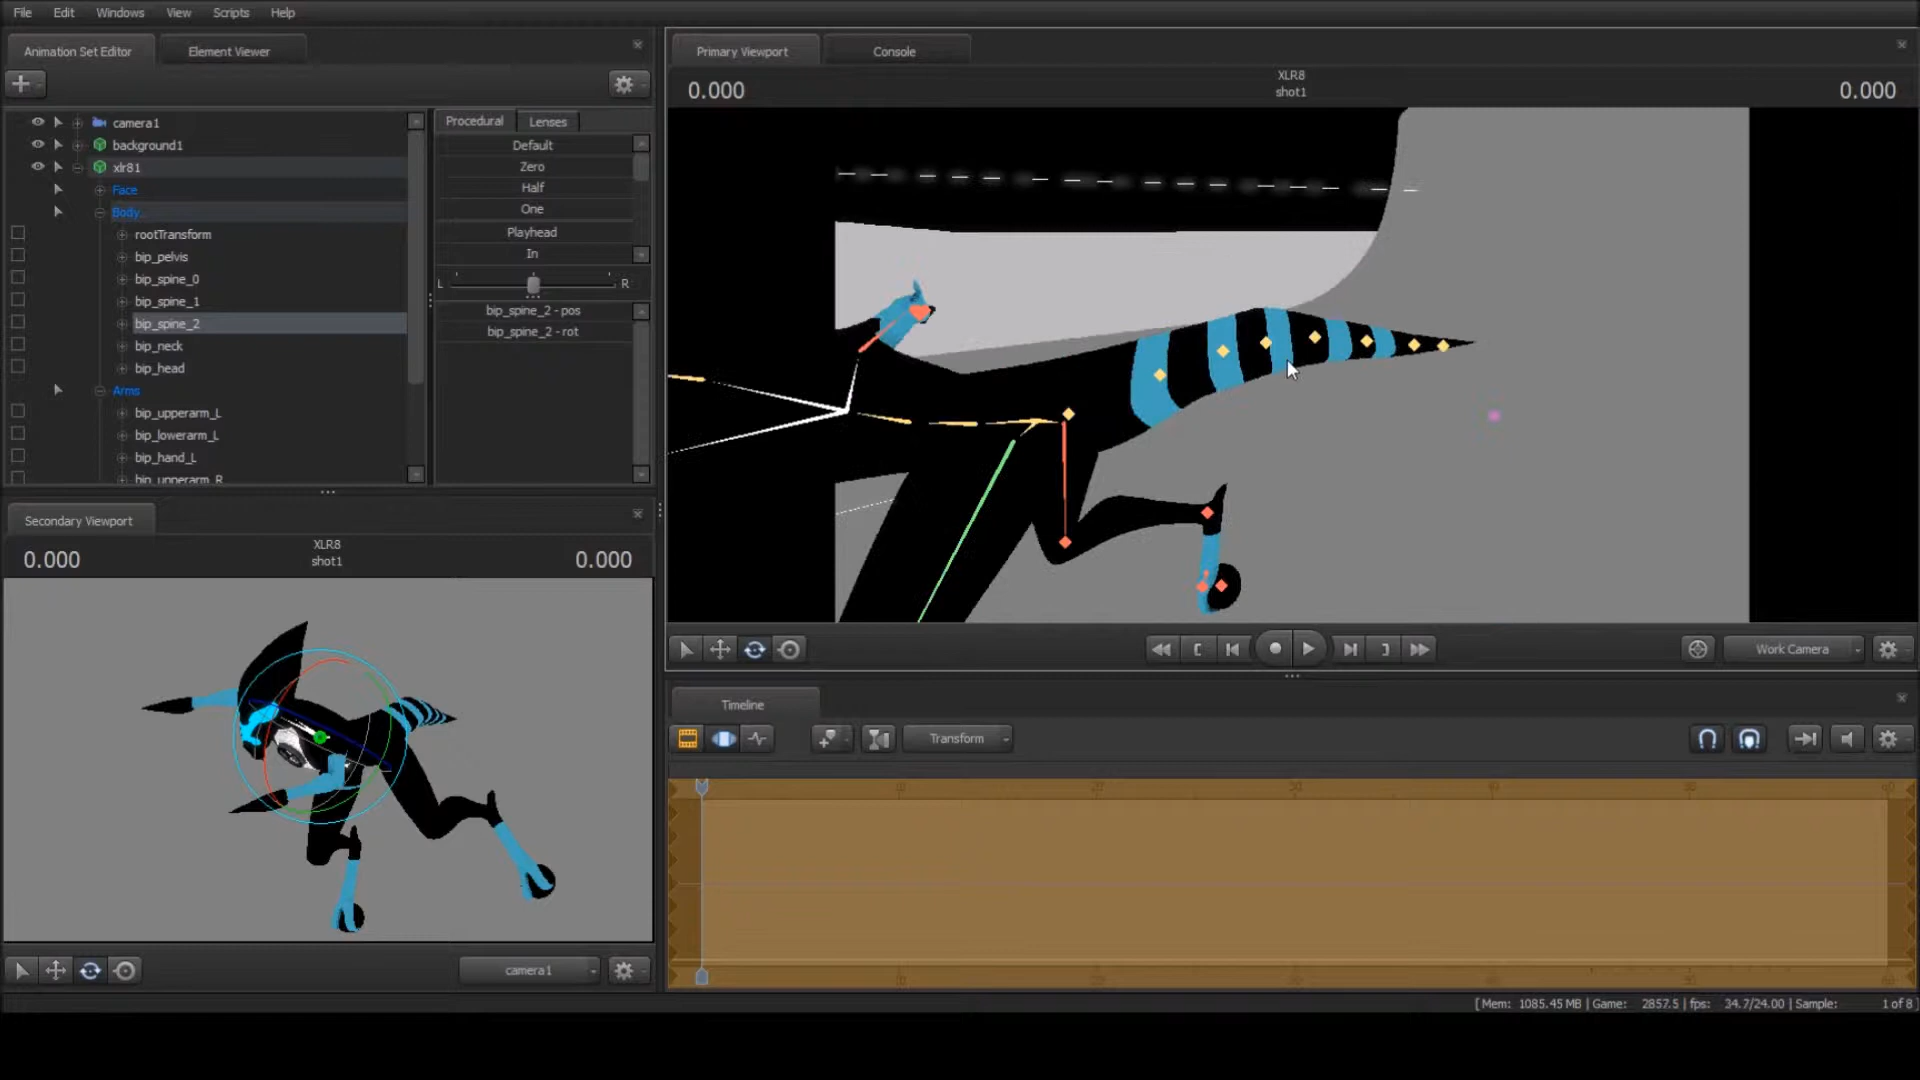 File Edit Windows View Scripts Help
Animation Set Editor Element Viewer
camera1
background1
xlr81
Face
Body
rootTransform
bip_pelvis
bip_spine_0
bip_spine_1
bip_spine_2
bip_neck
bip_head
Arms
bip_upperarm_L
bip_lowerarm_L
bip_hand_L
bip_upperarm_R
Procedural Lenses
Default
Zero
Half
One
Playhead
In
L R
bip_spine_2 - pos
bip_spine_2 - rot
Primary Viewport Console
0.000
XLR8
shot1
0.000
Work Camera
Secondary Viewport
0.000
XLR8
shot1
0.000
camera1
Timeline
Transform
[ Mem: 1085.45 MB | Game: 2857.5 | fps: 34.7/24.00 | Sample: 1 of 8 ]